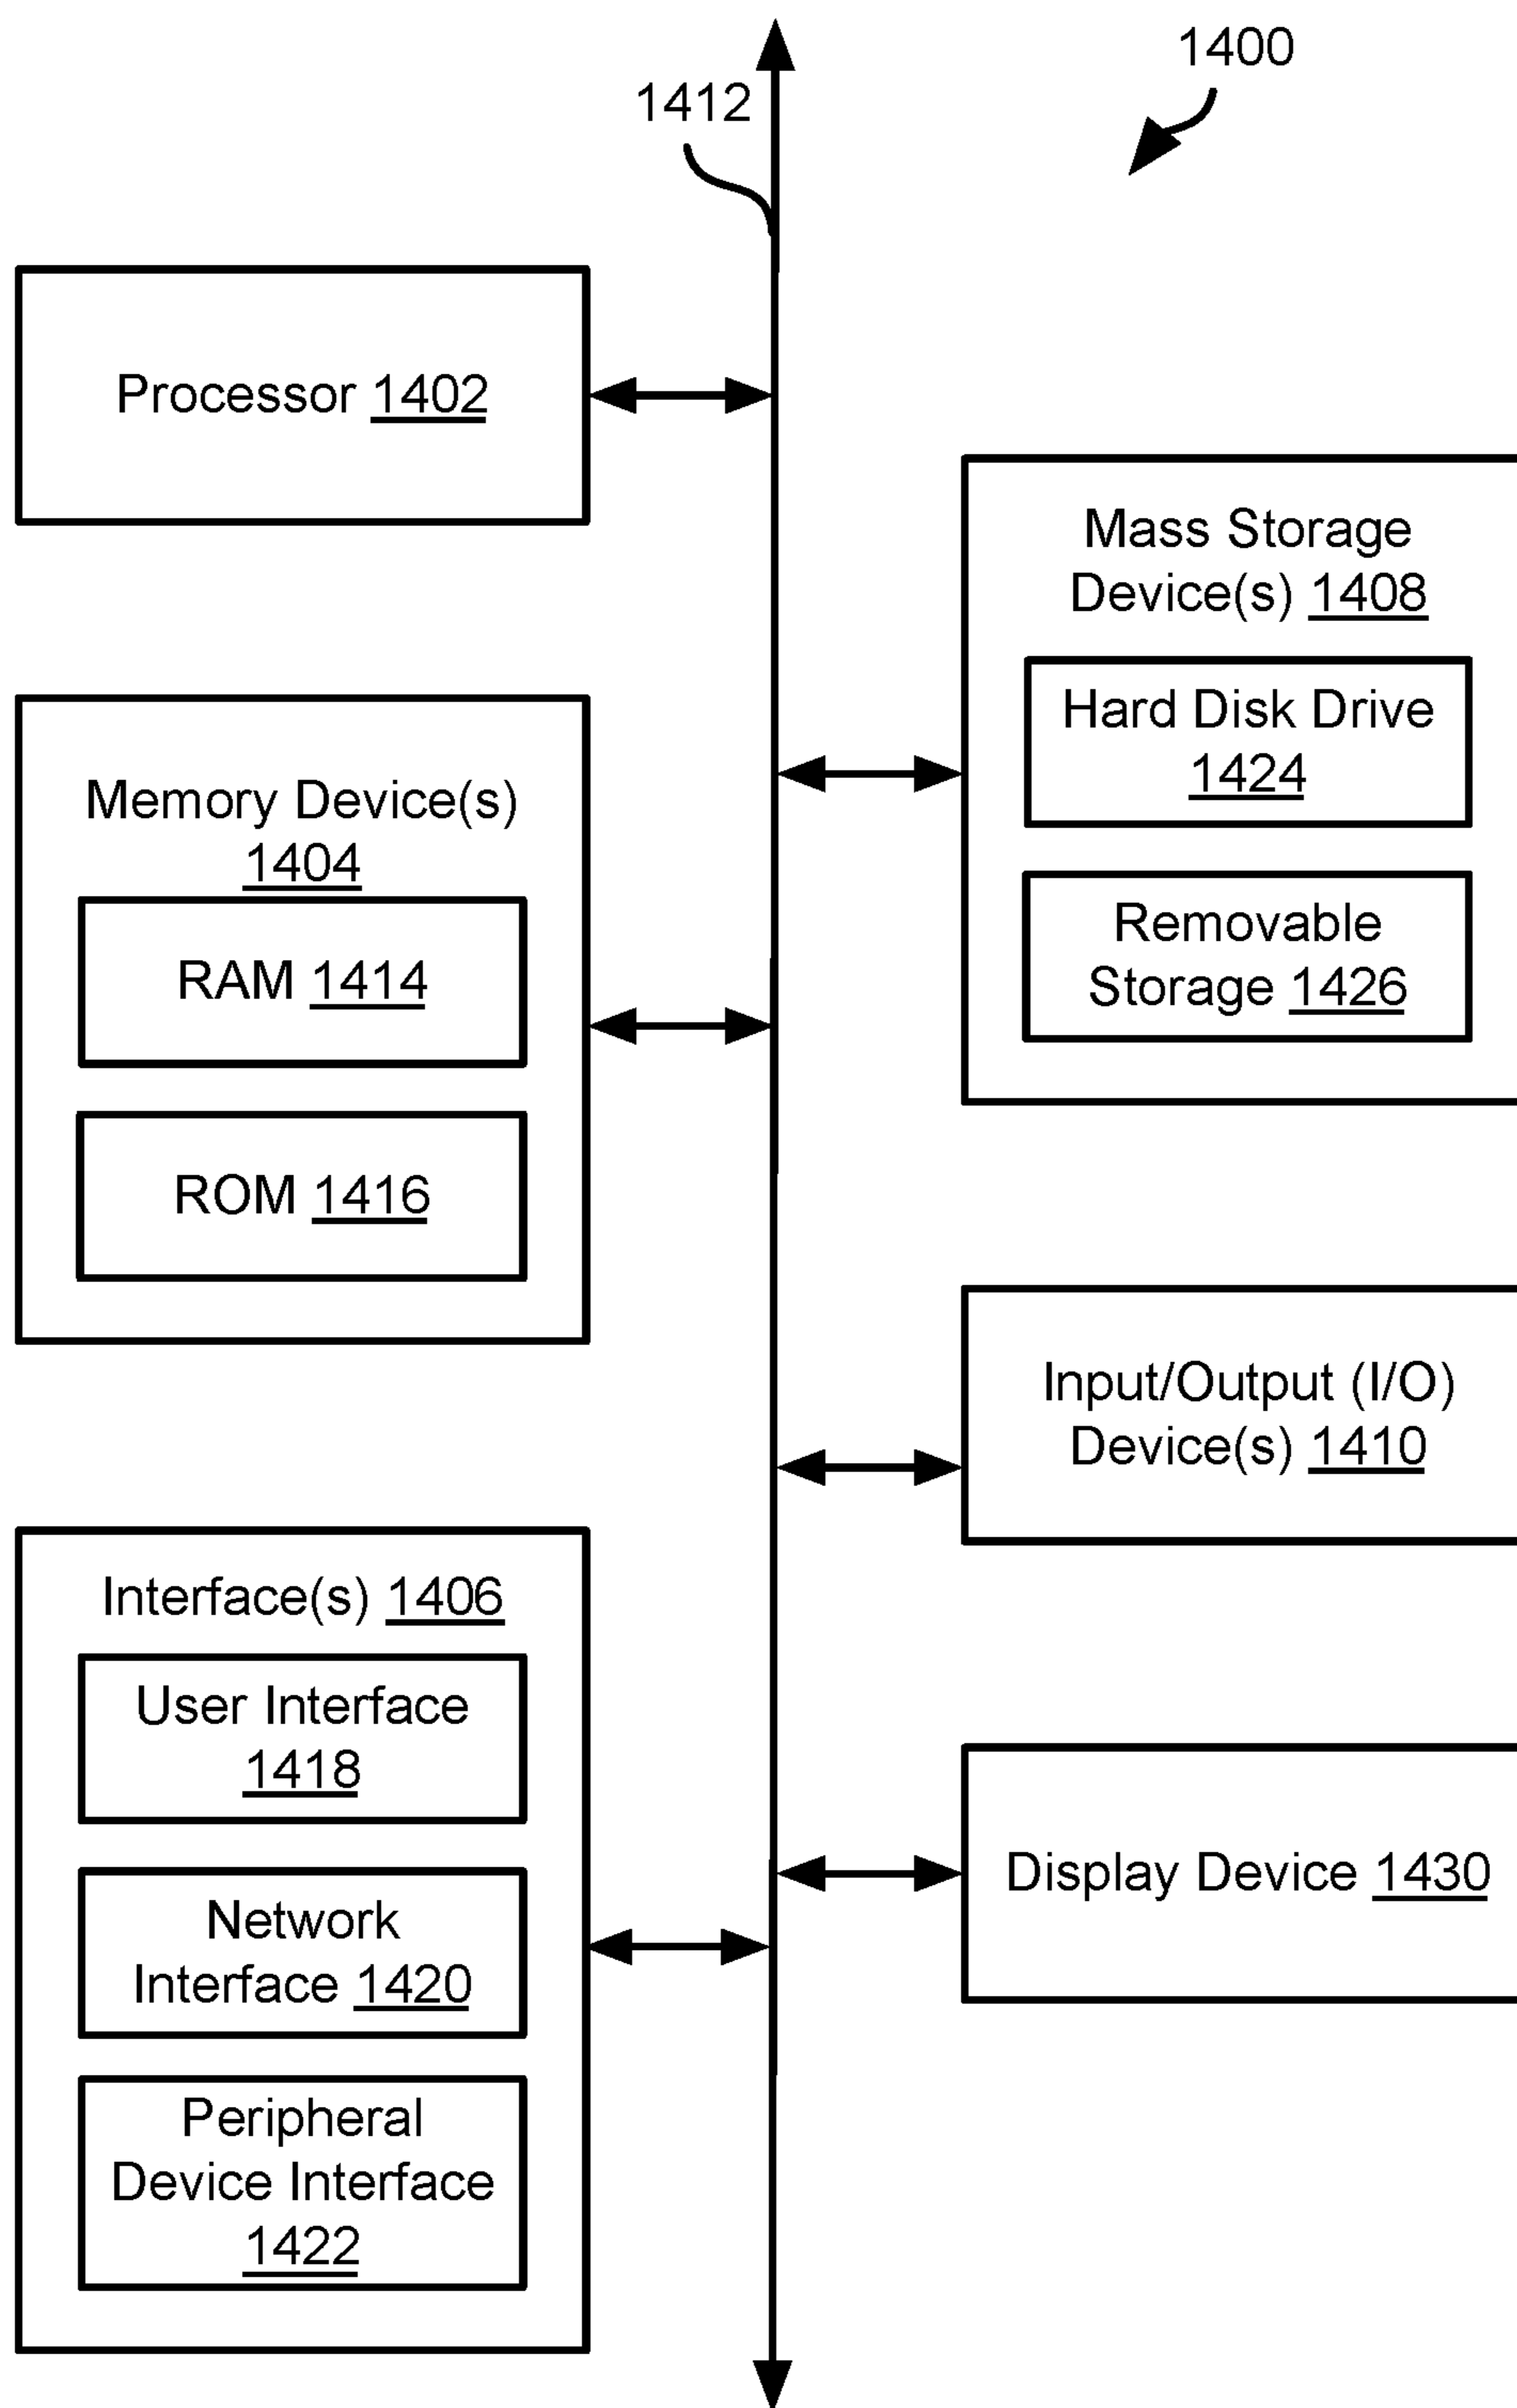 1400
1412
Processor 1402
Mass Storage
Device(s) 1408
Hard Disk Drive
1424
Removable
Storage 1426
Memory Device(s)
1404
RAM 1414
ROM 1416
Input/Output (I/O)
Device(s) 1410
Interface(s) 1406
User Interface
1418
Network
Interface 1420
Peripheral
Device Interface
1422
Display Device 1430